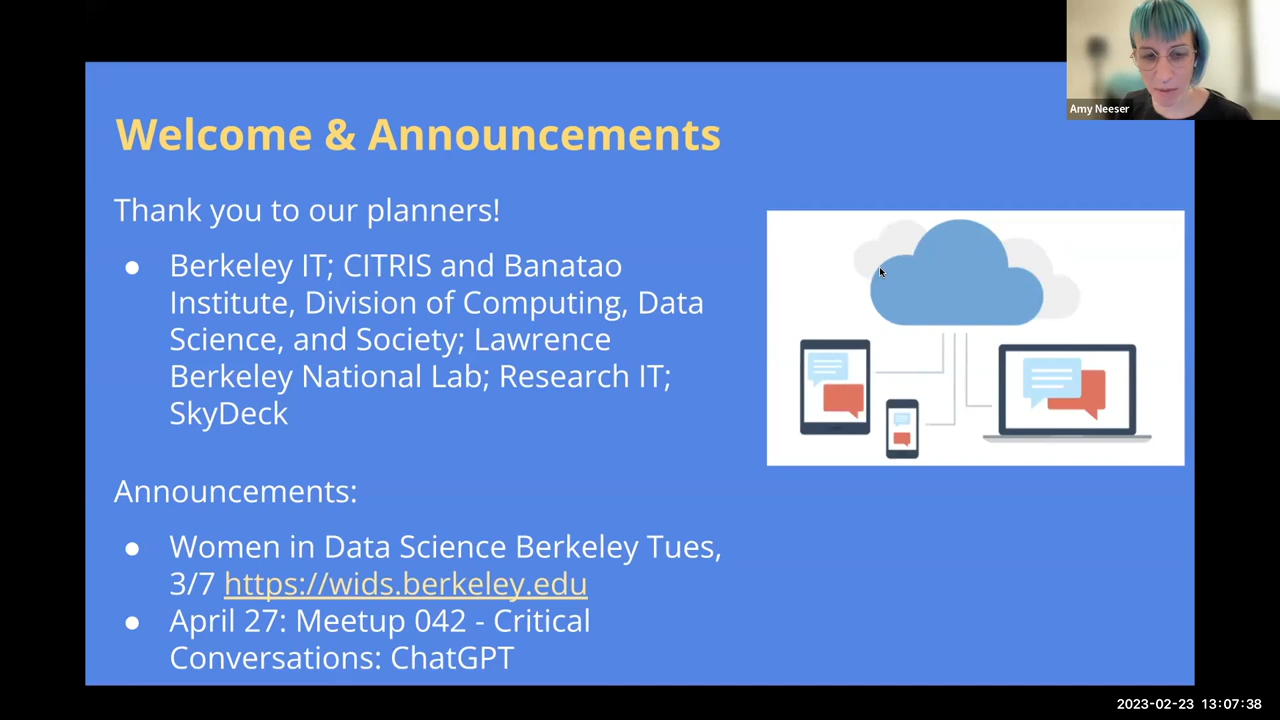 Amy Neeser
Welcome & Announcements
Thank you to our planners!
● Berkeley IT; CITRIS and Banatao
Institute, Division of Computing, Data
Science, and Society; Lawrence
Berkeley National Lab; Research IT;
SkyDeck
Announcements:
● Women in Data Science Berkeley Tues,
3/7 https://wids.berkeley.edu
● April 27: Meetup 042 - Critical
Conversations: ChatGPT
2023-02-23 13:07:38